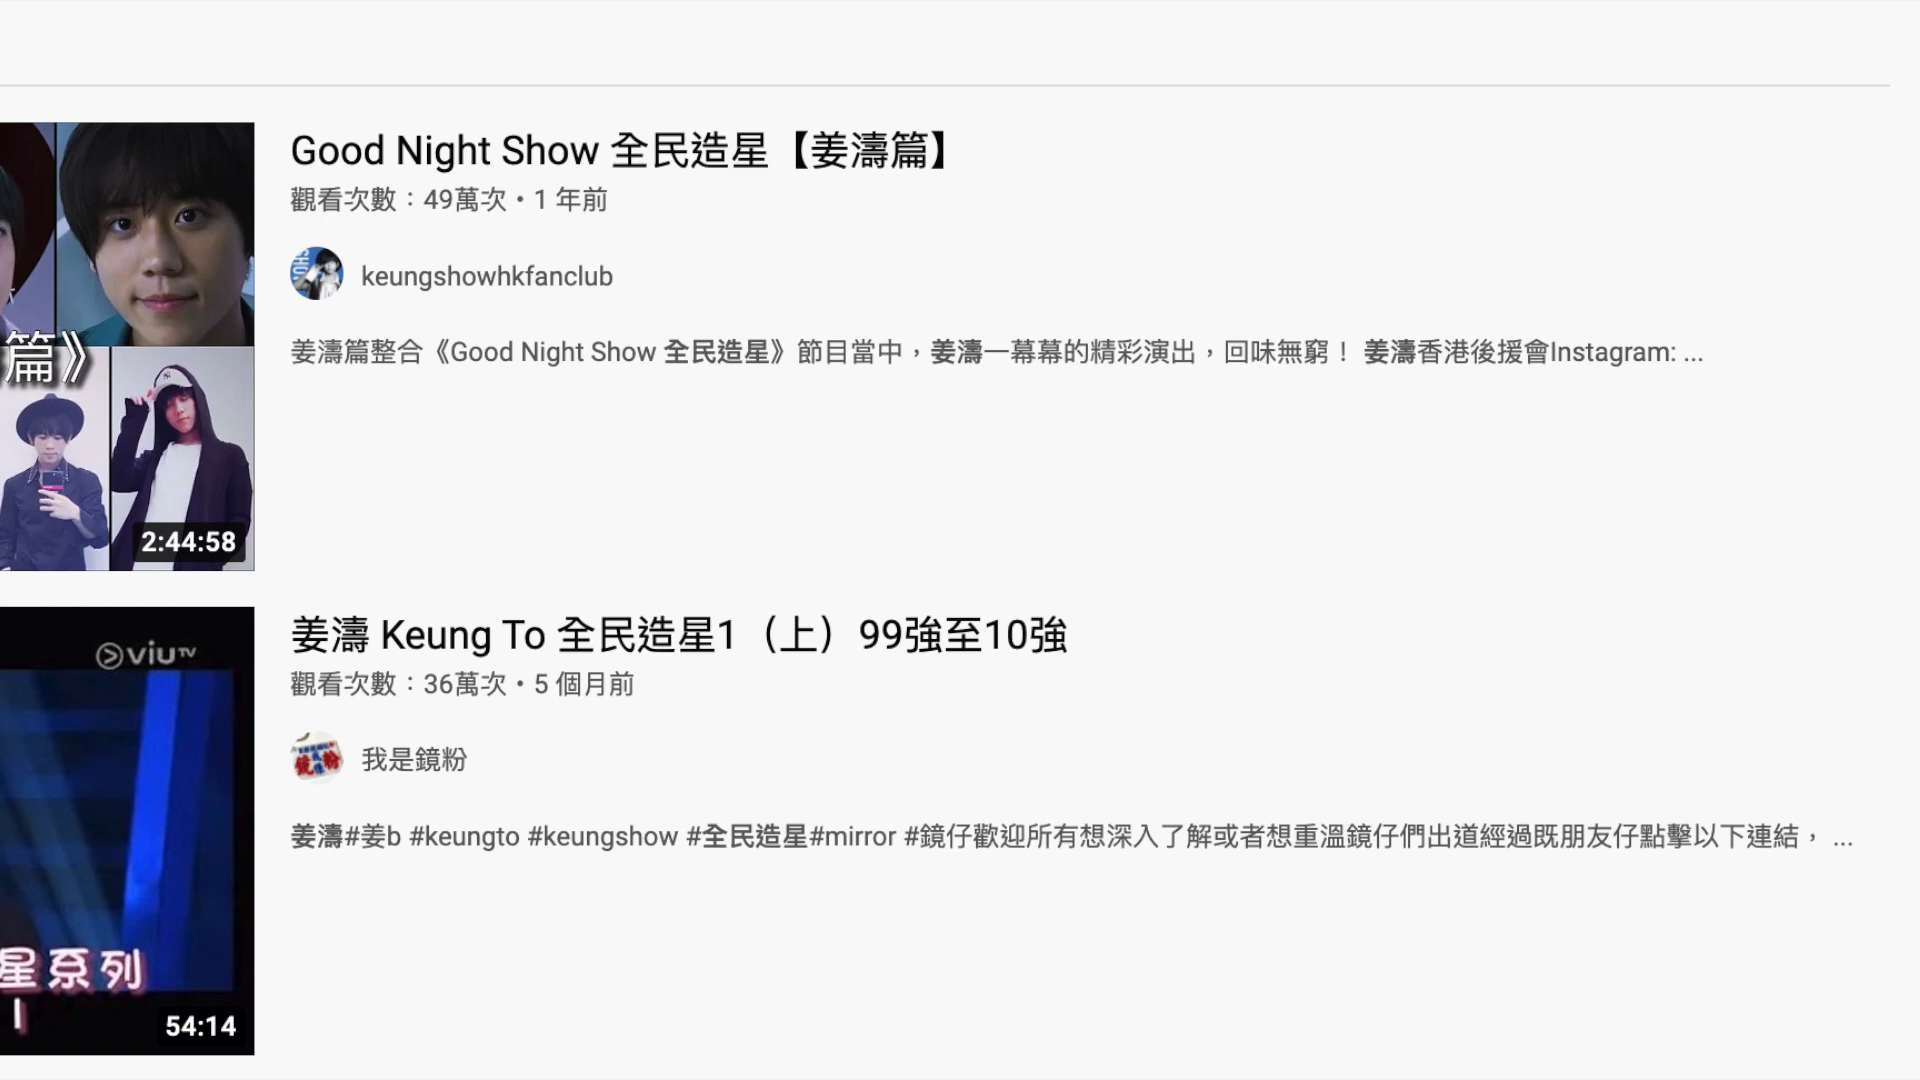 Good Night Show 全民造星【姜濤篇】
觀看次數：49萬次・1 年前
keungshowhkfanclub
姜濤篇整合《Good Night Show 全民造星》節目當中，姜濤一幕幕的精彩演出，回味無窮！ 姜濤香港後援會Instagram: ...
篇》
2:44:58
姜濤 Keung To 全民造星1（上）99強至10強
觀看次數：36萬次・5 個月前
我是鏡粉
姜濤#姜b #keungto #keungshow #全民造星#mirror #鏡仔歡迎所有想深入了解或者想重溫鏡仔們出道經過既朋友仔點擊以下連結， ...
viuTV
星系列
54:14